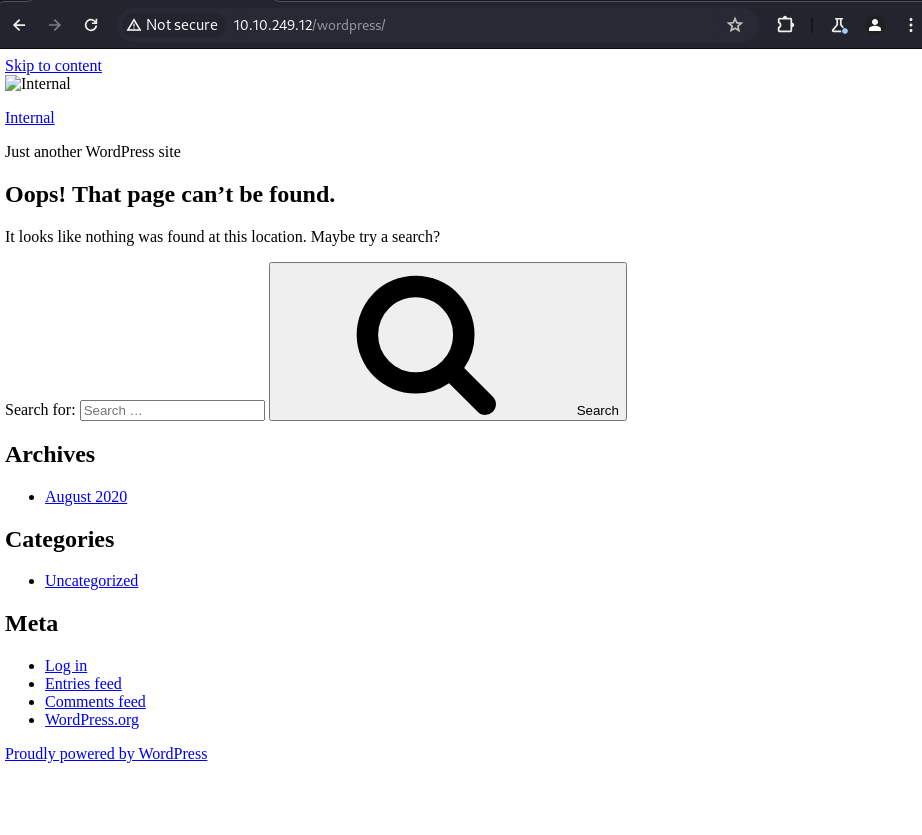 Not secure 10.10.249.12/wordpress/
Skip to content
Internal
Internal
Just another WordPress site
Oops! That page can’t be found.
It looks like nothing was found at this location. Maybe try a search?
Search for: Search … Search
Archives
August 2020
Categories
Uncategorized
Meta
Log in
Entries feed
Comments feed
WordPress.org
Proudly powered by WordPress